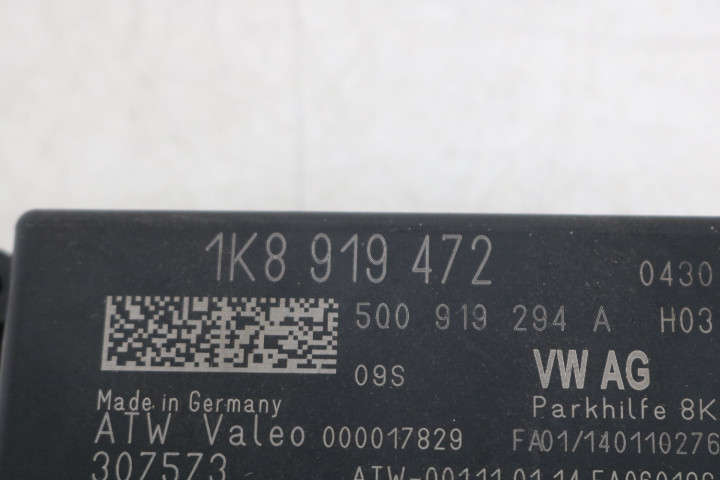 1K8 919 472 0430
5Q0 919 294 A H03
09S VW AG
Made in Germany Parkhilfe 8K
ATW Valeo 000017829 FA01/140110276
307573